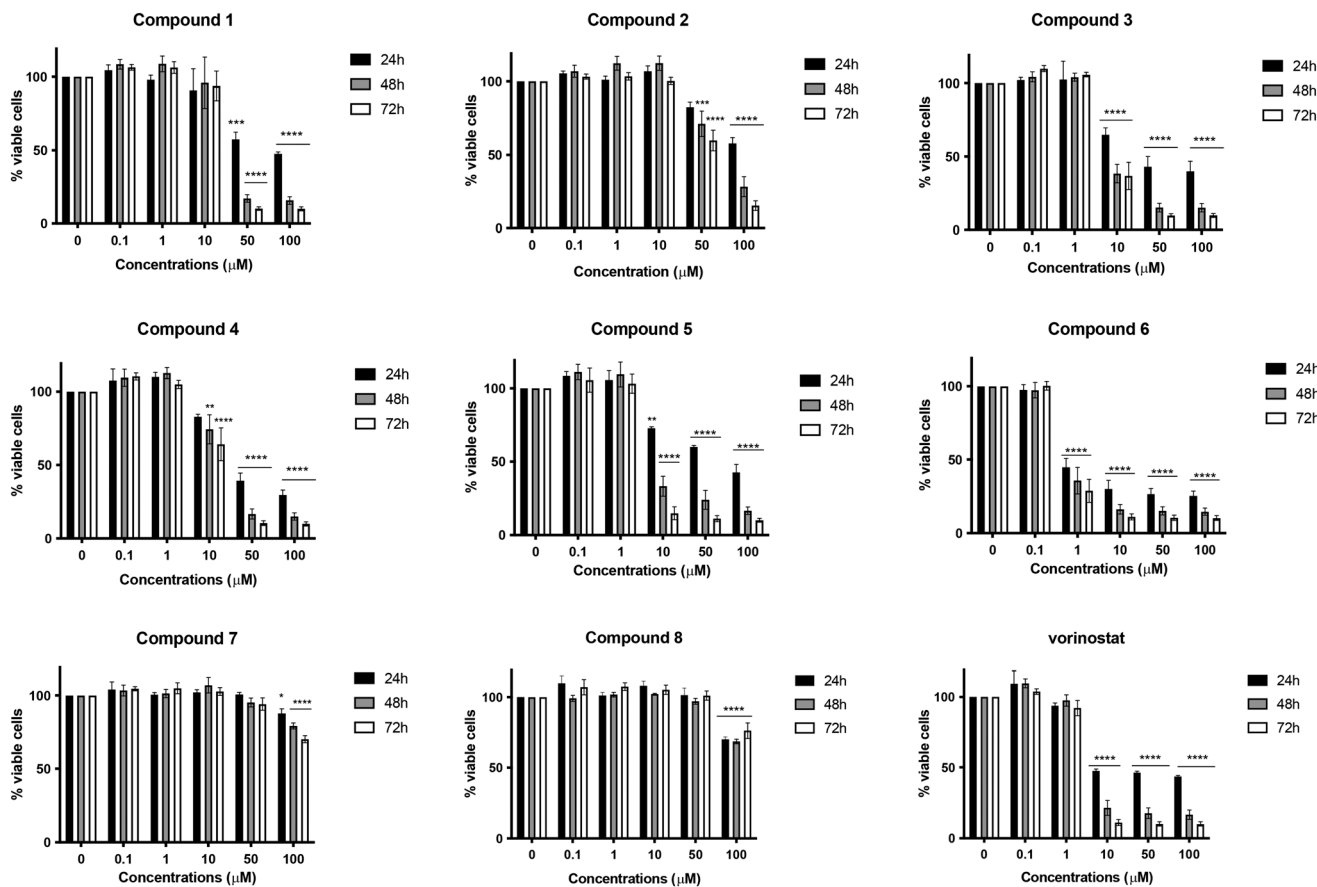 Compound 1
% viable cells
100
50
0
*** **** ****
0 0.1 1 10 50 100
Concentrations (μM)
24h
48h
72h
Compound 2
% viable cells
100
50
0
*** **** ****
0 0.1 1 10 50 100
Concentration (μM)
24h
48h
72h
Compound 3
% viable cells
100
50
0
**** **** ****
0 0.1 1 10 50 100
Concentrations (μM)
24h
48h
72h
Compound 4
% viable cells
100
50
0
** **** **** ****
0 0.1 1 10 50 100
Concentrations (μM)
24h
48h
72h
Compound 5
% viable cells
100
50
0
** **** **** ****
0 0.1 1 10 50 100
Concentrations (μM)
24h
48h
72h
Compound 6
% viable cells
100
50
0
**** **** **** ****
0 0.1 1 10 50 100
Concentrations (μM)
24h
48h
72h
Compound 7
% viable cells
100
50
0
* ****
0 0.1 1 10 50 100
Concentrations (μM)
24h
48h
72h
Compound 8
% viable cells
100
50
0
****
0 0.1 1 10 50 100
Concentrations (μM)
24h
48h
72h
vorinostat
% viable cells
100
50
0
**** **** ****
0 0.1 1 10 50 100
Concentrations (μM)
24h
48h
72h